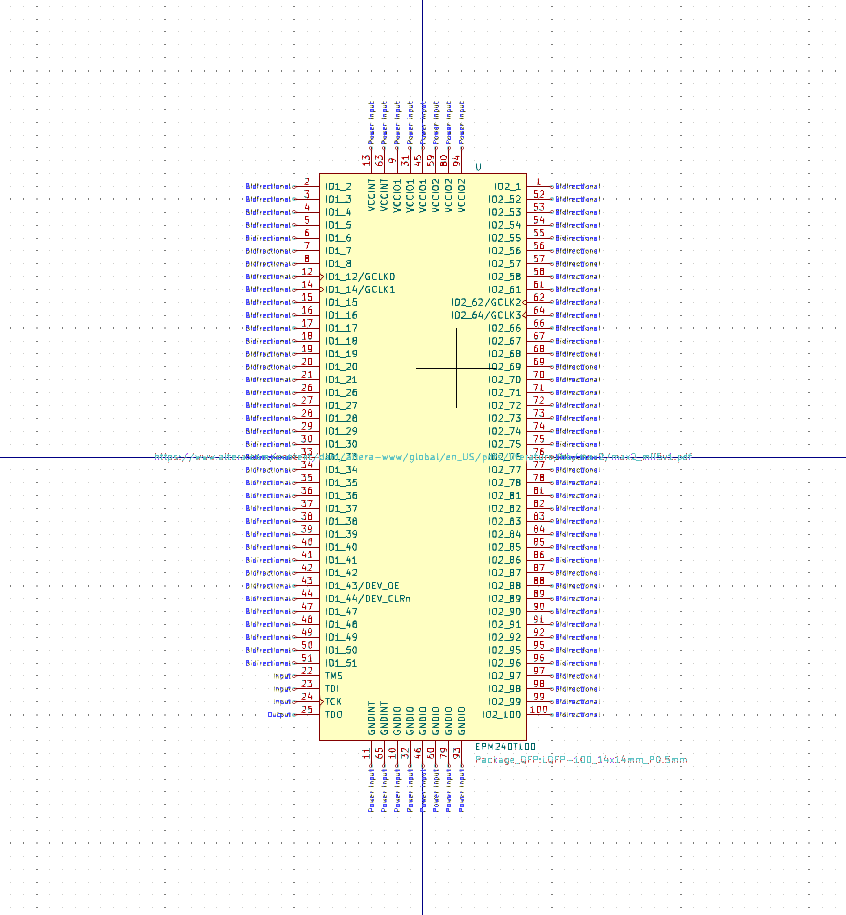 Power input Power input Power input Power input Power input Power input Power input Power input
13 63 9 31 45 59 80 94
U
VCCINT VCCINT VCCIO1 VCCIO1 VCCIO1 VCCIO2 VCCIO2 VCCIO2
Bidirectional 2 IO1_2 IO2_1 1 Bidirectional
Bidirectional 3 IO1_3 IO2_52 52 Bidirectional
Bidirectional 4 IO1_4 IO2_53 53 Bidirectional
Bidirectional 5 IO1_5 IO2_54 54 Bidirectional
Bidirectional 6 IO1_6 IO2_55 55 Bidirectional
Bidirectional 7 IO1_7 IO2_56 56 Bidirectional
Bidirectional 8 IO1_8 IO2_57 57 Bidirectional
Bidirectional 12 IO1_12/GCLK0 IO2_58 58 Bidirectional
Bidirectional 14 IO1_14/GCLK1 IO2_61 61 Bidirectional
Bidirectional 15 IO1_15 IO2_62/GCLK2 62 Bidirectional
Bidirectional 16 IO1_16 IO2_64/GCLK3 64 Bidirectional
Bidirectional 17 IO1_17 IO2_66 66 Bidirectional
Bidirectional 18 IO1_18 IO2_67 67 Bidirectional
Bidirectional 19 IO1_19 IO2_68 68 Bidirectional
Bidirectional 20 IO1_20 IO2_69 69 Bidirectional
Bidirectional 21 IO1_21 IO2_70 70 Bidirectional
Bidirectional 26 IO1_26 IO2_71 71 Bidirectional
Bidirectional 27 IO1_27 IO2_72 72 Bidirectional
Bidirectional 28 IO1_28 IO2_73 73 Bidirectional
Bidirectional 29 IO1_29 IO2_74 74 Bidirectional
Bidirectional 30 IO1_30 IO2_75 75 Bidirectional
Bidirectional 33 IO1_33 IO2_76 76 Bidirectional
https://www.altera.com/content/dam/altera-www/global/en_US/pdfs/literature/hb/max2/max2_mii5v1.pdf
Bidirectional 34 IO1_34 IO2_77 77 Bidirectional
Bidirectional 35 IO1_35 IO2_78 78 Bidirectional
Bidirectional 36 IO1_36 IO2_81 81 Bidirectional
Bidirectional 37 IO1_37 IO2_82 82 Bidirectional
Bidirectional 38 IO1_38 IO2_83 83 Bidirectional
Bidirectional 39 IO1_39 IO2_84 84 Bidirectional
Bidirectional 40 IO1_40 IO2_85 85 Bidirectional
Bidirectional 41 IO1_41 IO2_86 86 Bidirectional
Bidirectional 42 IO1_42 IO2_87 87 Bidirectional
Bidirectional 43 IO1_43/DEV_OE IO2_88 88 Bidirectional
Bidirectional 44 IO1_44/DEV_CLRn IO2_89 89 Bidirectional
Bidirectional 47 IO1_47 IO2_90 90 Bidirectional
Bidirectional 48 IO1_48 IO2_91 91 Bidirectional
Bidirectional 49 IO1_49 IO2_92 92 Bidirectional
Bidirectional 50 IO1_50 IO2_95 95 Bidirectional
Bidirectional 51 IO1_51 IO2_96 96 Bidirectional
Input 22 TMS IO2_97 97 Bidirectional
Input 23 TDI IO2_98 98 Bidirectional
Input 24 TCK IO2_99 99 Bidirectional
Output 25 TDO IO2_100 100 Bidirectional
GNDINT GNDINT GNDIO GNDIO GNDIO GNDIO GNDIO GNDIO
11 65 10 32 46 60 79 93
EPM240T100
Package_QFP:LQFP-100_14x14mm_P0.5mm
Power input Power input Power input Power input Power input Power input Power input Power input